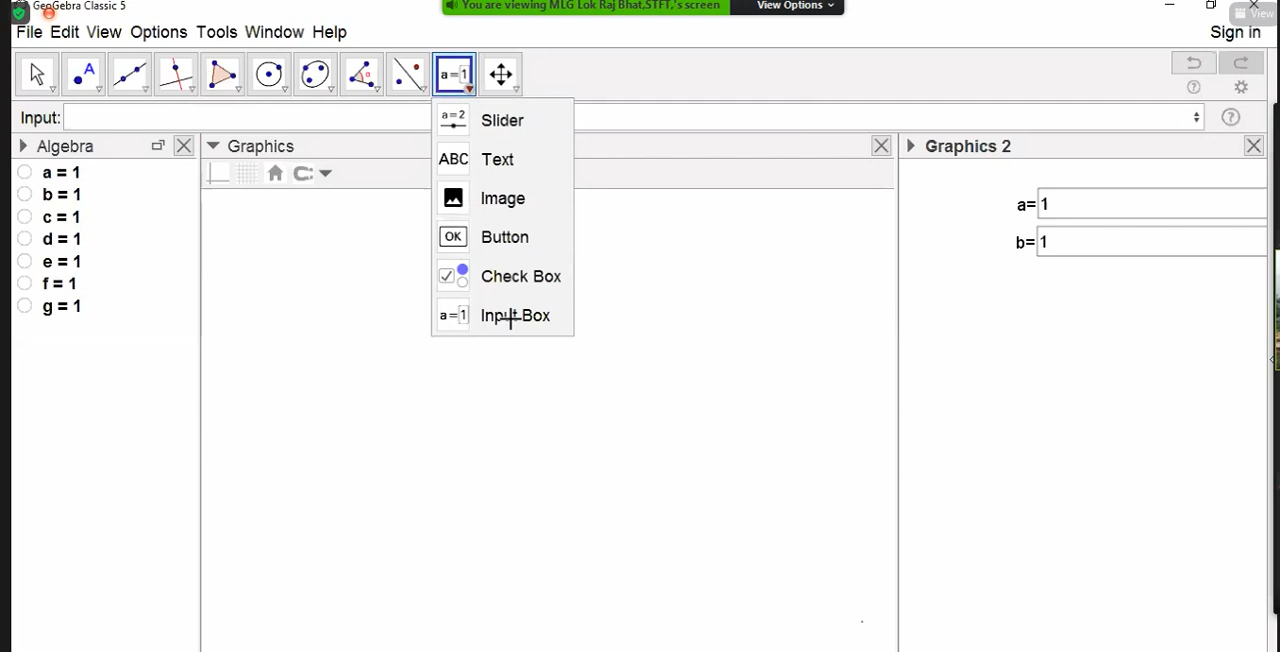 GeoGebra Classic 5
You are viewing MLG Lok Raj Bhat,STFT,'s screen
View Options
View
File Edit View Options Tools Window Help
Sign in
A
a=1
Input:
Algebra
Graphics
Graphics 2
a = 1
b = 1
c = 1
d = 1
e = 1
f = 1
g = 1
a=2 Slider
ABC Text
Image
OK Button
Check Box
a=1 Input Box
a= 1
b= 1